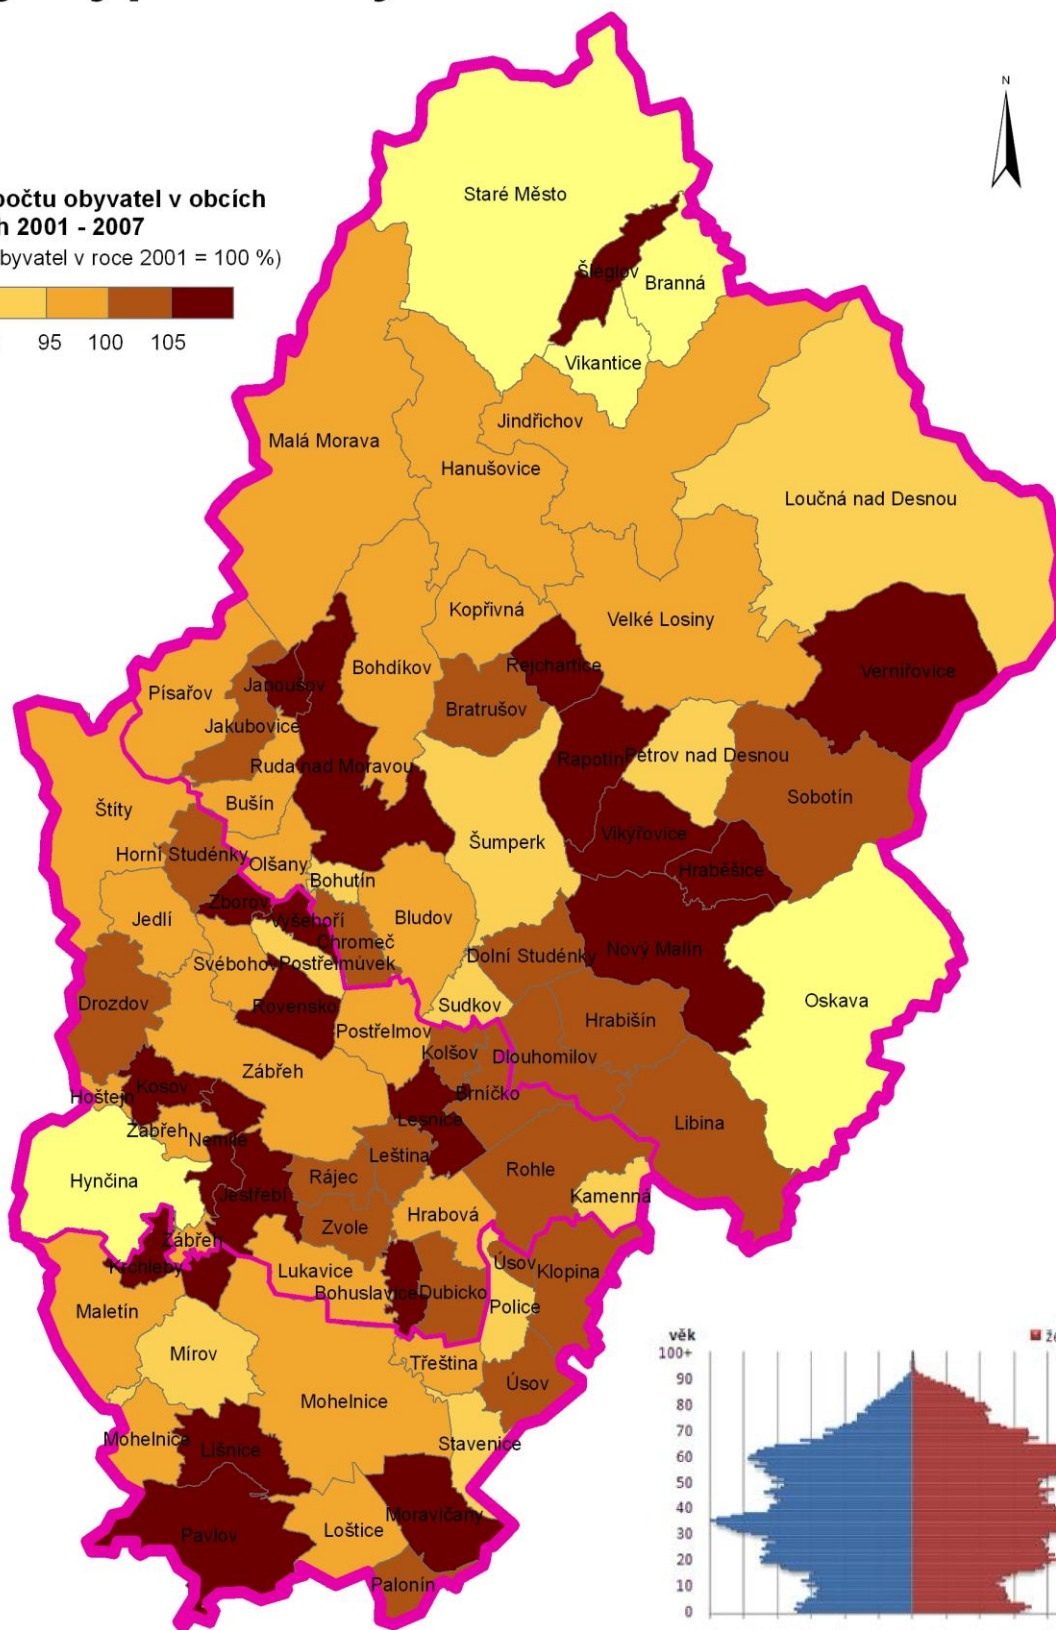 N
počtu obyvatel v obcích
2001 - 2007
obyvatel v roce 2001 = 100 %)
95 100 105
Staré Město
Šléglov
Branná
Vikantice
Jindřichov
Malá Morava
Hanušovice
Loučná nad Desnou
Kopřivná
Velké Losiny
Bohdíkov
Rejchartice
Vernířovice
Janoušov
Písařov
Bratrušov
Jakubovice
Ruda nad Moravou
Rapotín
Petrov nad Desnou
Sobotín
Bušín
Štíty
Vikýřovice
Šumperk
Horní Studénky
Olšany
Hraběšice
Bohutín
Zborov
Jedlí
Vyšehoří
Bludov
Chromeč
Nový Malín
Dolní Studénky
Svébohov
Postřelmůvek
Oskava
Drozdov
Rovensko
Sudkov
Hrabišín
Postřelmov
Kolšov
Dlouhomilov
Zábřeh
Kosov
Hoštejn
Brníčko
Lesnice
Libina
Zábřeh
Nemile
Leština
Rohle
Hynčina
Rájec
Jestřebí
Kamenná
Hrabová
Zvole
Zábřeh
Krchleby
Lukavice
Úsov
Klopina
Bohuslavice
Dubicko
Maletín
Police
Mírov
Třeština
Úsov
Mohelnice
Mohelnice
Stavenice
Líšnice
Moravičany
Pavlov
Loštice
Palonín
věk
100+
90
80
70
60
50
40
30
20
10
0